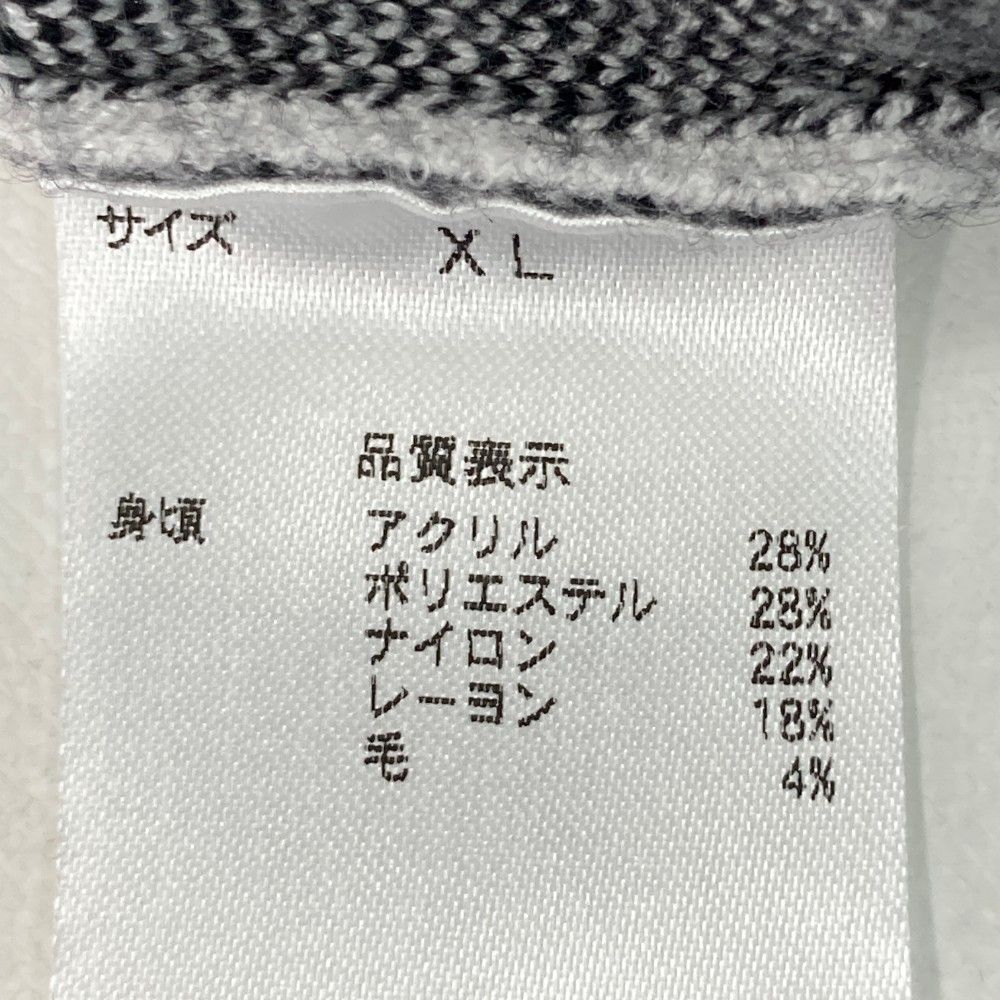 サイズ XL
品質表示
身頃 アクリル 28%
ポリエステル 28%
ナイロン 22%
レーヨン 18%
毛 4%